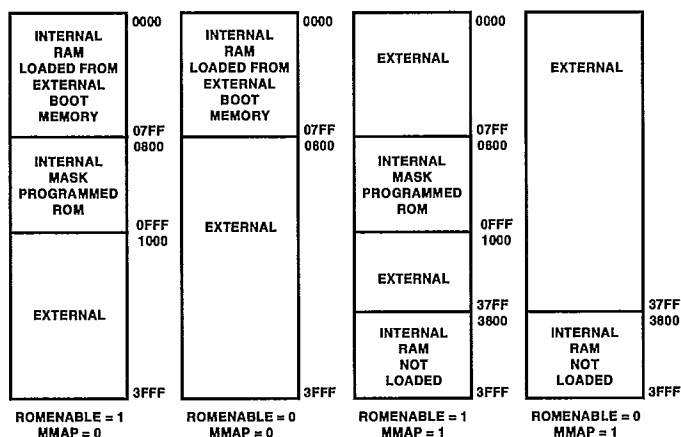 0000
INTERNAL
RAM
LOADED FROM
EXTERNAL
BOOT
MEMORY
07FF
0800
INTERNAL
MASK
PROGRAMMED
ROM
0FFF
1000
EXTERNAL
3FFF
ROMENABLE = 1
MMAP = 0
0000
INTERNAL
RAM
LOADED FROM
EXTERNAL
BOOT
MEMORY
07FF
0800
EXTERNAL
3FFF
ROMENABLE = 0
MMAP = 0
0000
EXTERNAL
07FF
0800
INTERNAL
MASK
PROGRAMMED
ROM
0FFF
1000
EXTERNAL
37FF
3800
INTERNAL
RAM
NOT
LOADED
3FFF
ROMENABLE = 1
MMAP = 1
0000
EXTERNAL
37FF
3800
INTERNAL
RAM
NOT
LOADED
3FFF
ROMENABLE = 0
MMAP = 1